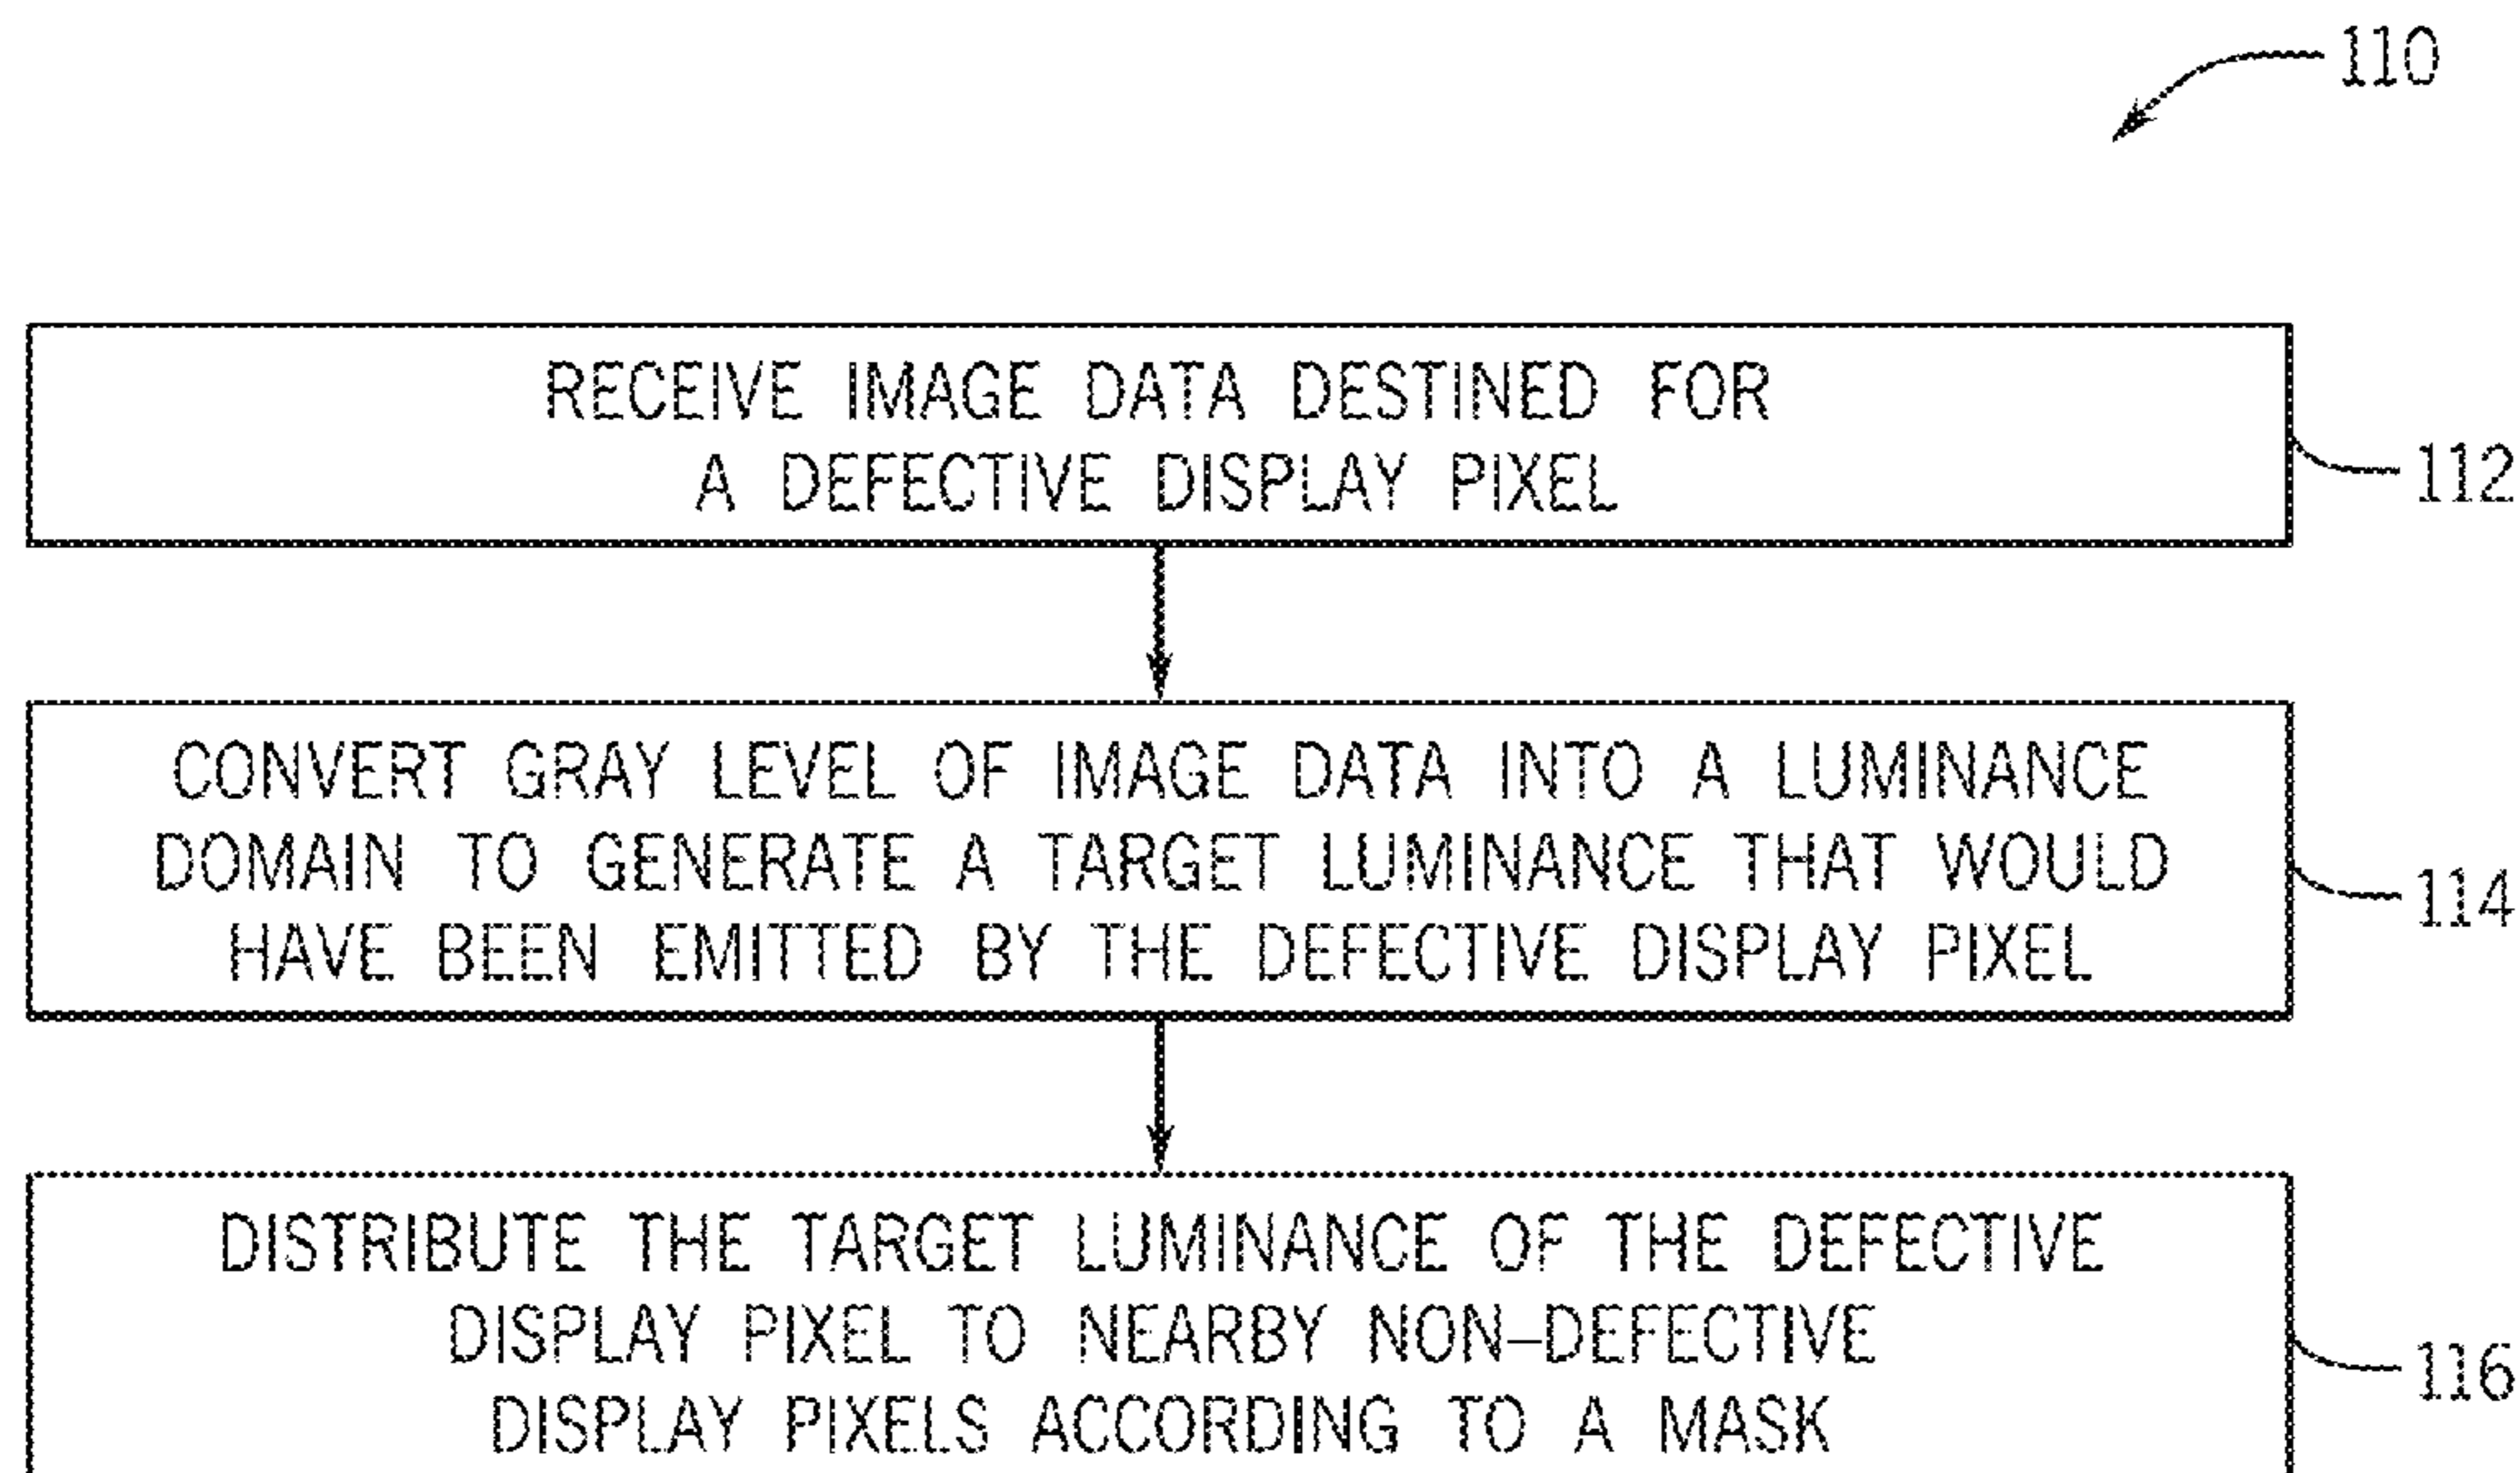 110
RECEIVE IMAGE DATA DESTINED FOR
A DEFECTIVE DISPLAY PIXEL
112
CONVERT GRAY LEVEL OF IMAGE DATA INTO A LUMINANCE
DOMAIN TO GENERATE A TARGET LUMINANCE THAT WOULD
HAVE BEEN EMITTED BY THE DEFECTIVE DISPLAY PIXEL
114
DISTRIBUTE THE TARGET LUMINANCE OF THE DEFECTIVE
DISPLAY PIXEL TO NEARBY NON–DEFECTIVE
DISPLAY PIXELS ACCORDING TO A MASK
116